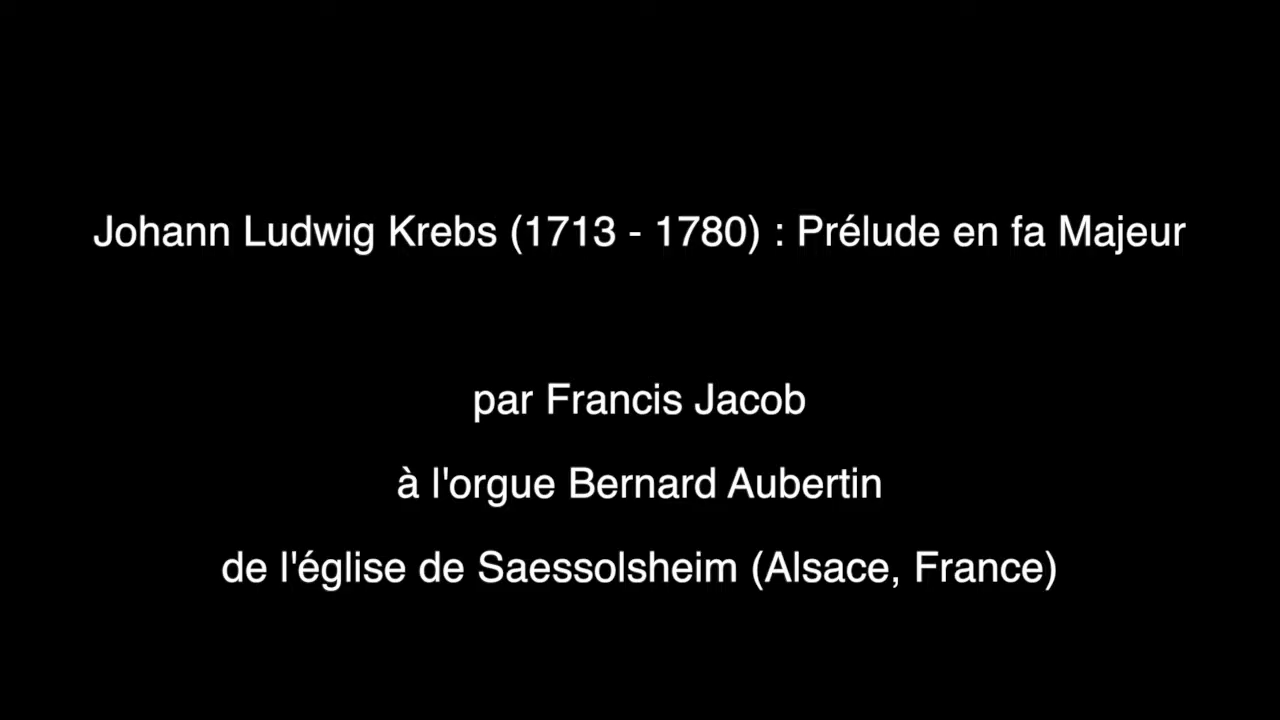 Johann Ludwig Krebs (1713 - 1780) : Prélude en fa Majeur
par Francis Jacob
à l'orgue Bernard Aubertin
de l'église de Saessolsheim (Alsace, France)